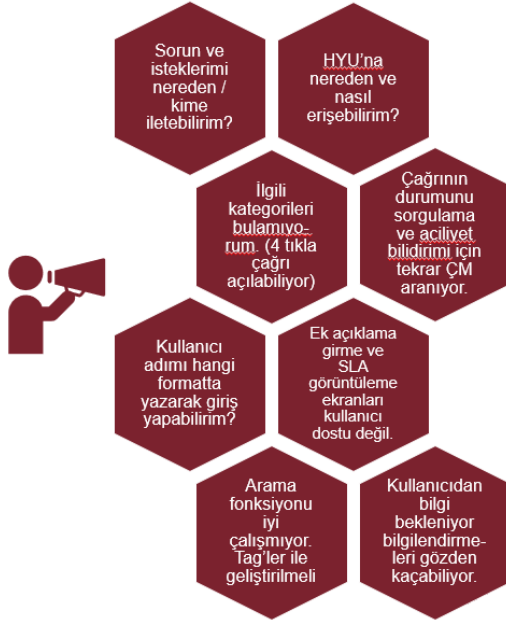 Sorun ve
isteklerimi
nereden /
kime
iletebilirim?
HYU'na
nereden ve
nasıl
erişebilirim?
İlgili
kategorileri
bulamıyo-
rum. (4 tıkla
çağrı
açılabiliyor)
Çağrının
durumunu
sorgulama
ve aciliyet
bilidirimi için
tekrar ÇM
aranıyor.
Kullanıcı
adımı hangi
formatta
yazarak giriş
yapabilirim?
Ek açıklama
girme ve
SLA
görüntüleme
ekranları
kullanıcı
dostu değil.
Arama
fonksiyonu
iyi
çalışmıyor.
Tag'ler ile
geliştirilmeli
Kullanıcıdan
bilgi
bekleniyor
bilgilendirme-
leri gözden
kaçabiliyor.